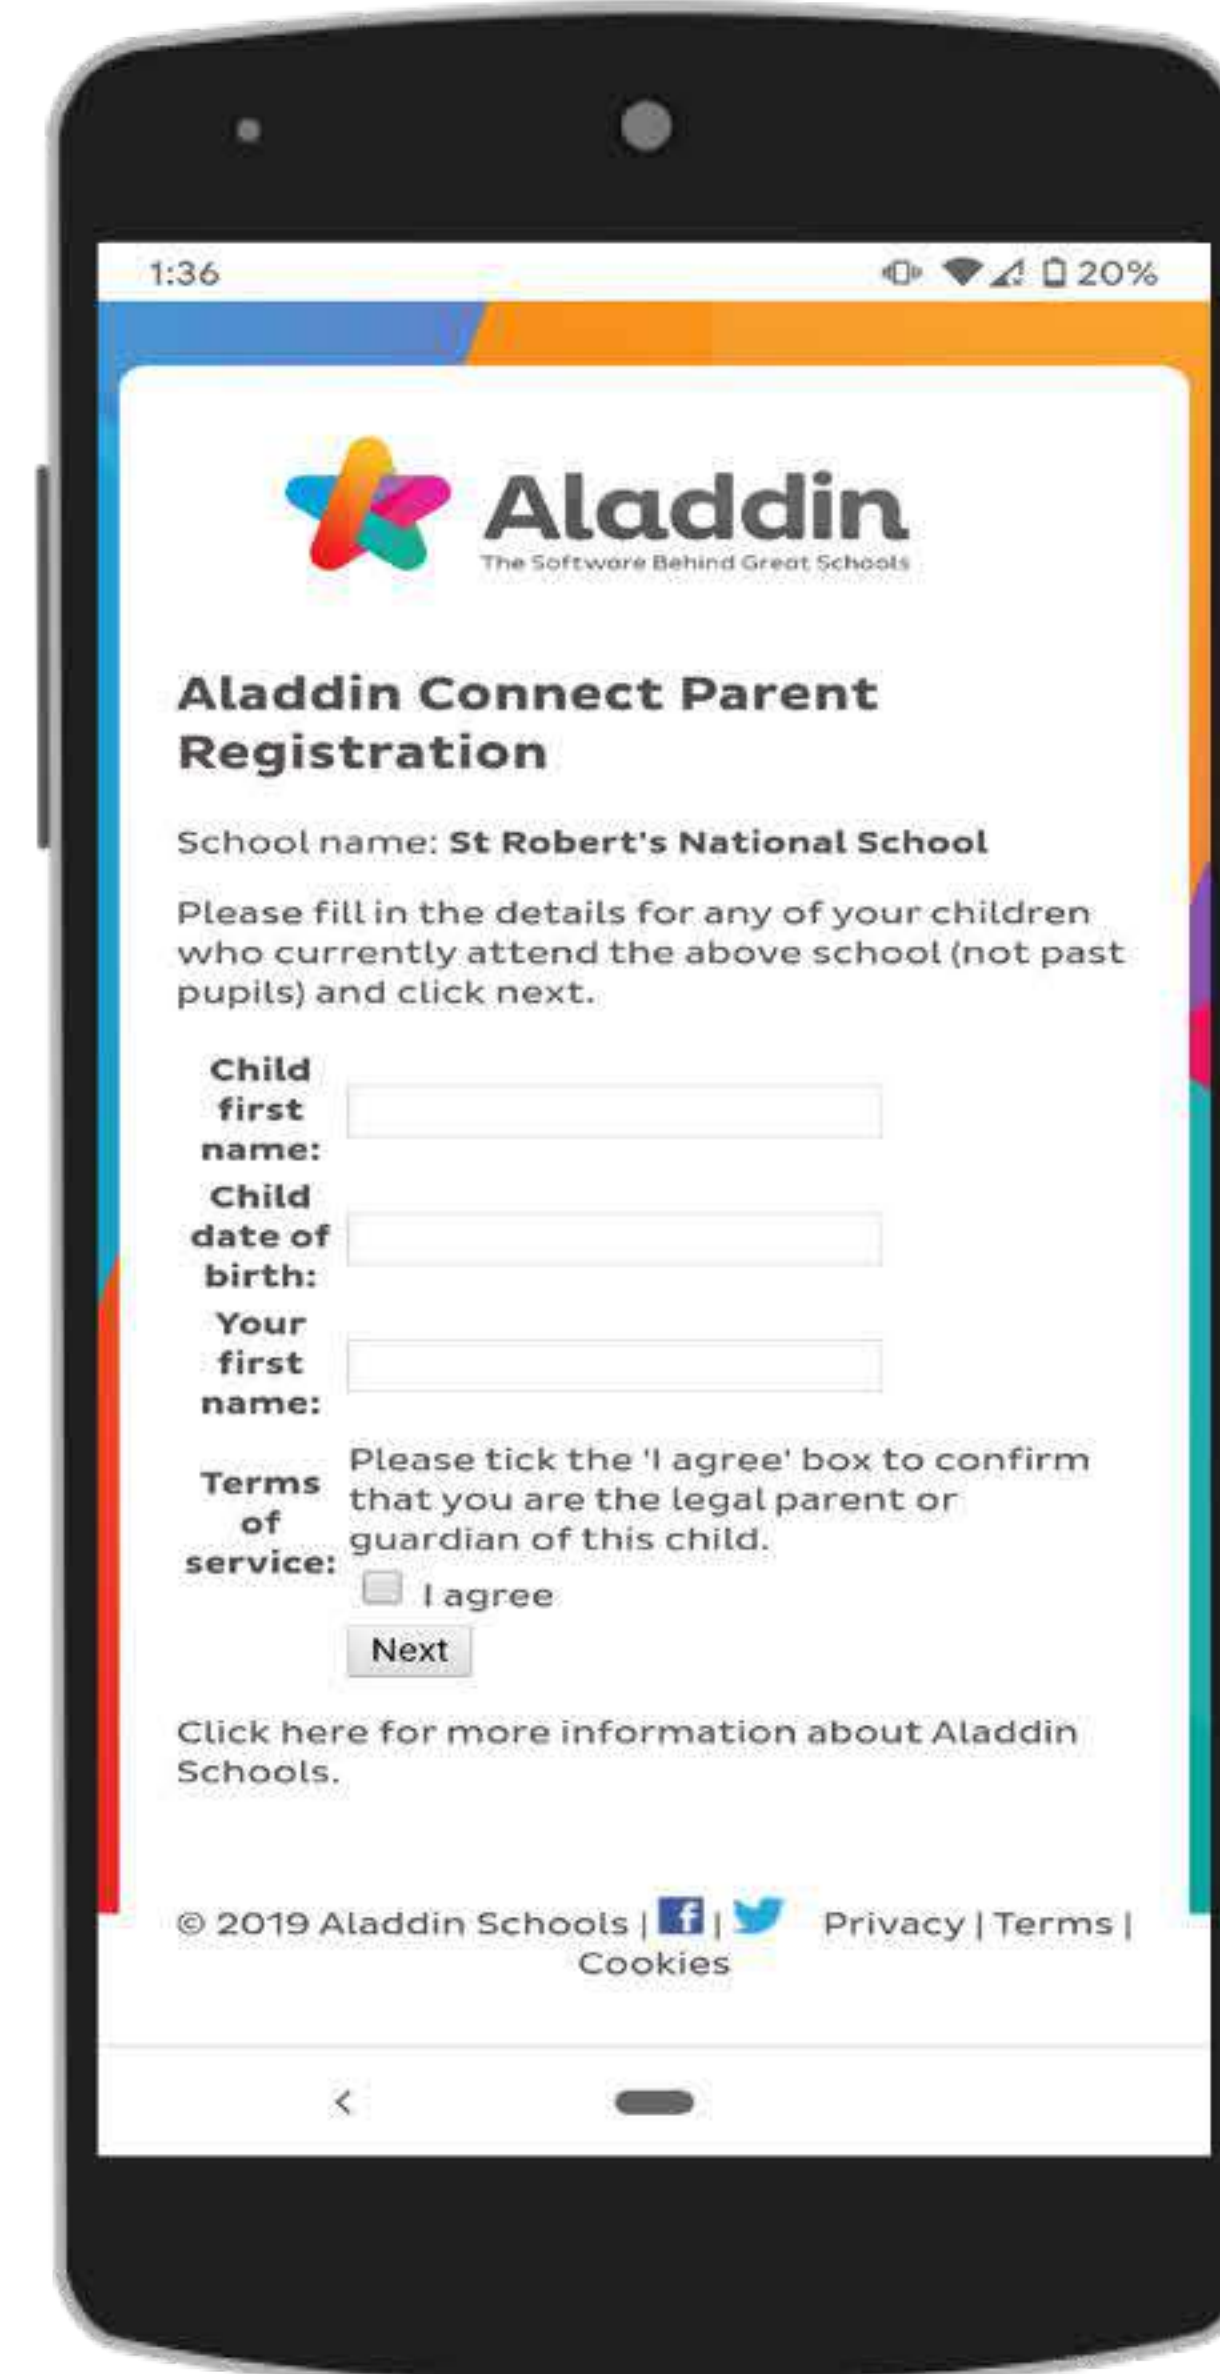 1:36
20%
Aladdin
The Software Behind Great Schools
Aladdin Connect Parent
Registration
School name: St Robert's National School
Please fill in the details for any of your children
who currently attend the above school (not past
pupils) and click next.
Child
first
name:
Child
date of
birth:
Your
first
name:
Terms
of
service:
Please tick the 'I agree' box to confirm
that you are the legal parent or
guardian of this child.
I agree
Next
Click here for more information about Aladdin
Schools.
© 2019 Aladdin Schools | f | Privacy | Terms |
Cookies